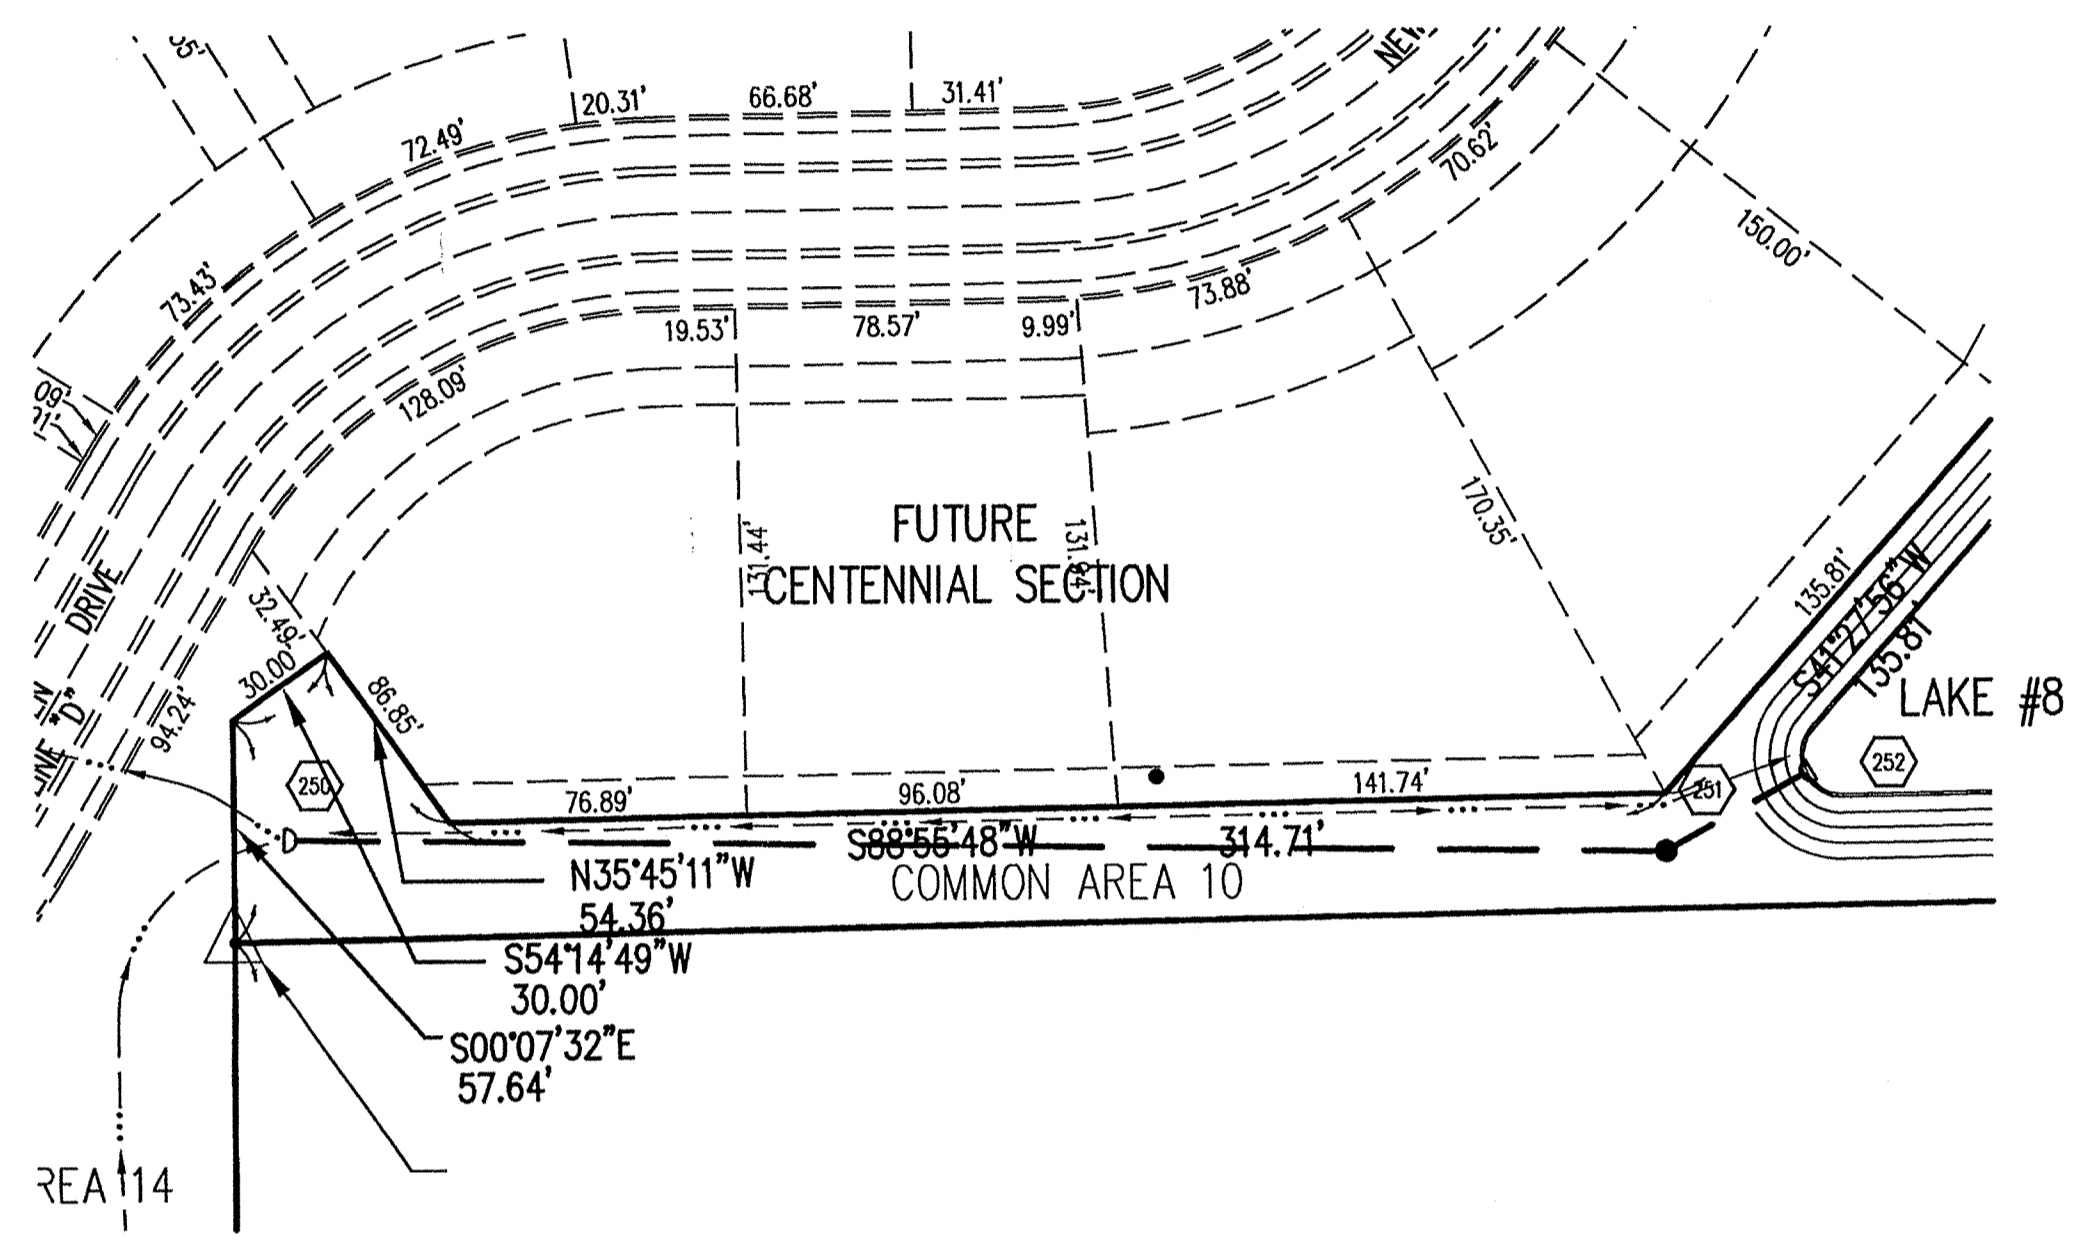 35'
NEW
20.31'
66.68'
31.41'
72.49'
70.62'
150.00'
73.43'
73.88'
19.53'
78.57'
9.99'
128.09'
09'
DRIVE
FUTURE
CENTENNIAL SECTION
131.44'
131.94'
170.35'
135.81'
S41°27'56"W
135.81'
LAKE #8
32.49'
30.00'
86.85'
"D"
94.24'
250
251
252
76.89'
96.08'
141.74'
S88°55'48"W 314.71'
COMMON AREA 10
N35°45'11"W
54.36'
S54°14'49"W
30.00'
S00°07'32"E
57.64'
REA 14